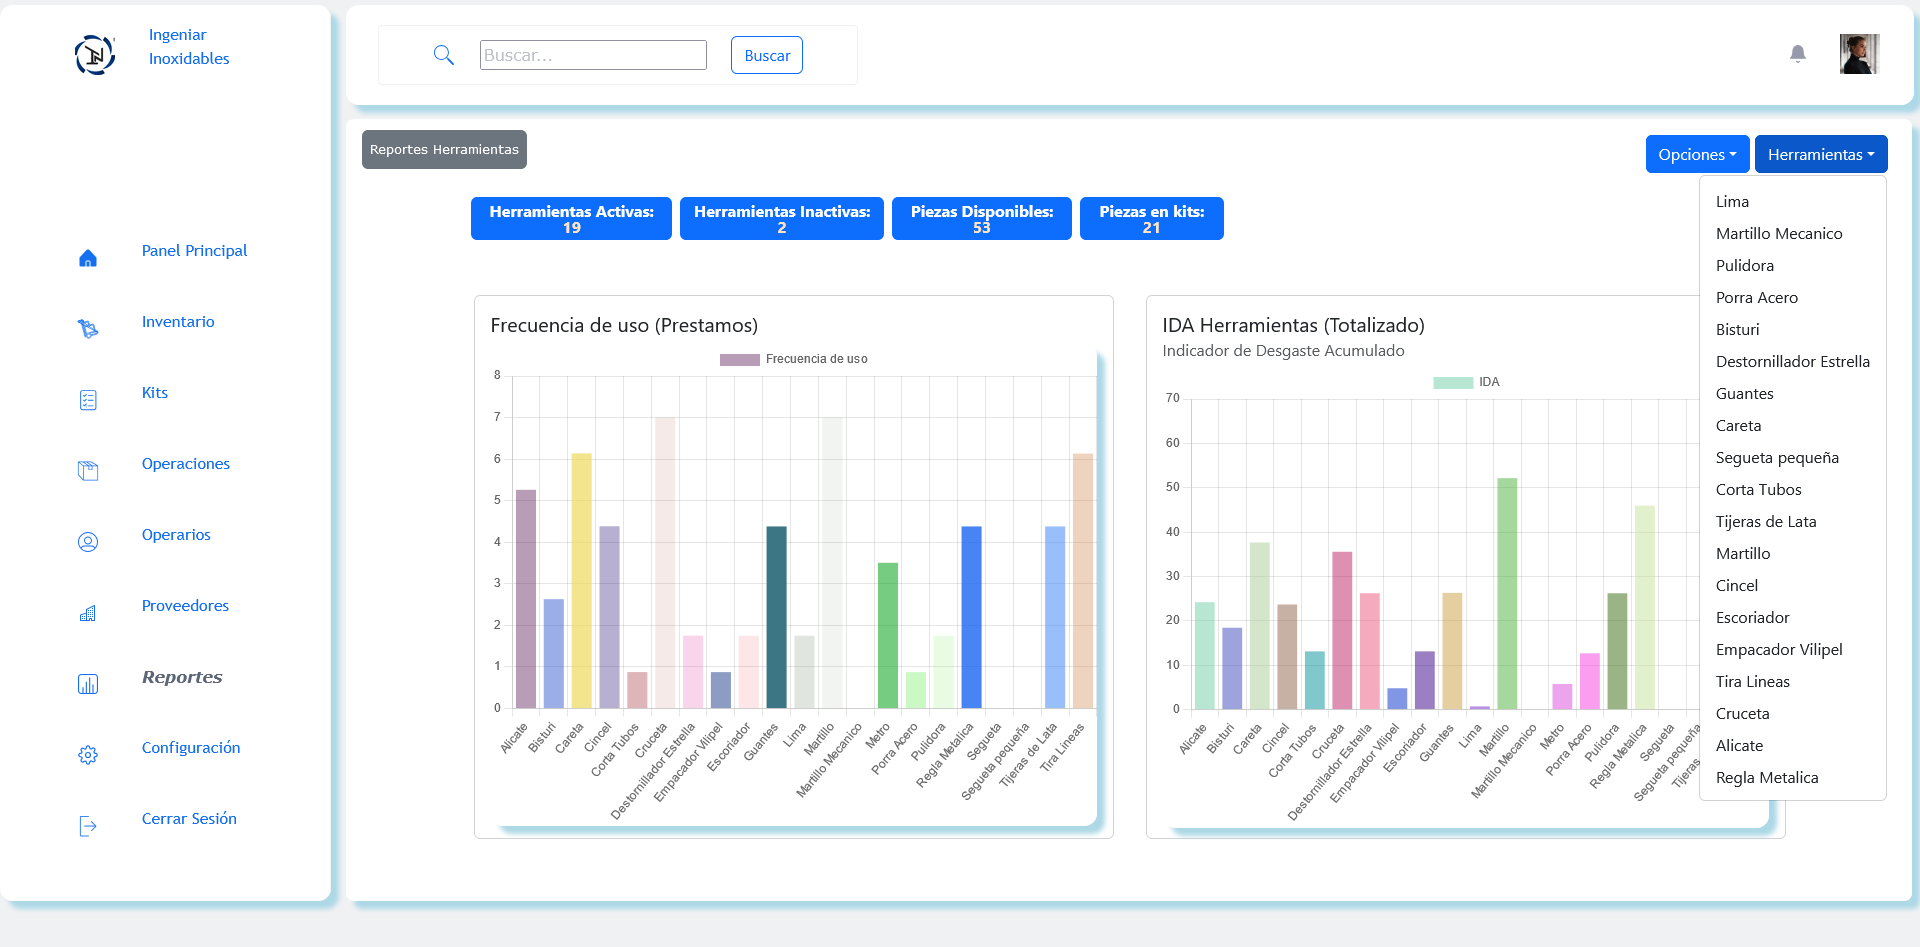 Ingeniar
Inoxidables
Buscar...
Buscar
Panel Principal
Inventario
Kits
Operaciones
Operarios
Proveedores
Reportes
Configuración
Cerrar Sesión
Reportes Herramientas
Opciones
Herramientas
Herramientas Activas:
19
Herramientas Inactivas:
2
Piezas Disponibles:
53
Piezas en kits:
21
Frecuencia de uso (Prestamos)
Frecuencia de uso
8
7
6
5
4
3
2
1
0
Alicate
Bisturi
Careta
Cincel
Corta Tubos
Cruceta
Destornillador Estrella
Empacador Vilipel
Escoriador
Guantes
Lima
Martillo
Martillo Mecanico
Metro
Porra Acero
Pulidora
Regla Metalica
Segueta
Segueta pequeña
Tijeras de Lata
Tira Lineas
IDA Herramientas (Totalizado)
Indicador de Desgaste Acumulado
IDA
70
60
50
40
30
20
10
0
Alicate
Bisturi
Careta
Cincel
Corta Tubos
Cruceta
Destornillador Estrella
Empacador Vilipel
Escoriador
Guantes
Lima
Martillo
Martillo Mecanico
Metro
Porra Acero
Pulidora
Regla Metalica
Segueta
Segueta pequeña
Tijeras
Lima
Martillo Mecanico
Pulidora
Porra Acero
Bisturi
Destornillador Estrella
Guantes
Careta
Segueta pequeña
Corta Tubos
Tijeras de Lata
Martillo
Cincel
Escoriador
Empacador Vilipel
Tira Lineas
Cruceta
Alicate
Regla Metalica